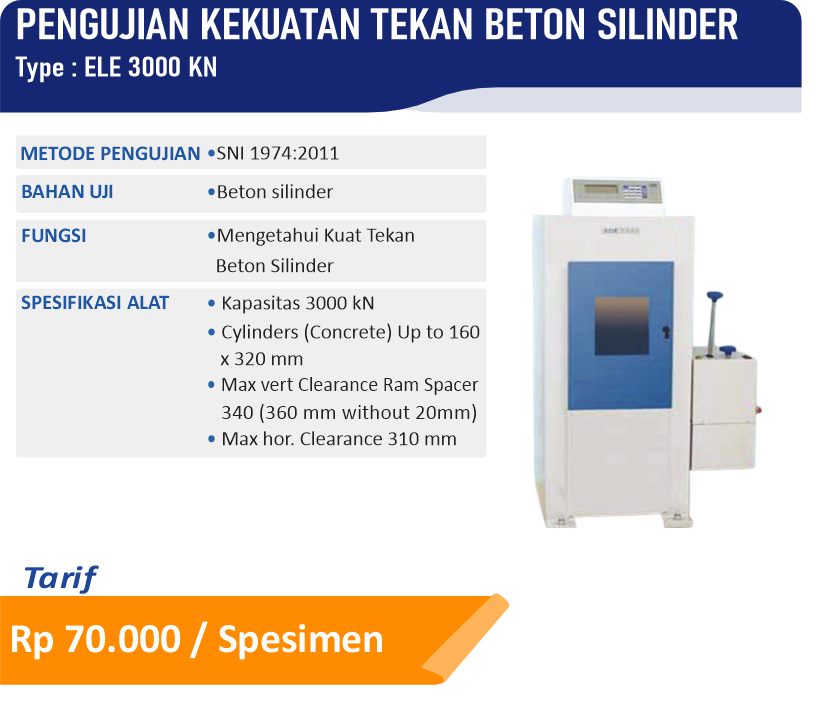 PENGUJIAN KEKUATAN TEKAN BETON SILINDER
Type : ELE 3000 KN
METODE PENGUJIAN •SNI 1974:2011
BAHAN UJI •Beton silinder
FUNGSI •Mengetahui Kuat Tekan
Beton Silinder
SPESIFIKASI ALAT • Kapasitas 3000 kN
• Cylinders (Concrete) Up to 160
x 320 mm
• Max vert Clearance Ram Spacer
340 (360 mm without 20mm)
• Max hor. Clearance 310 mm
Tarif
Rp 70.000 / Spesimen